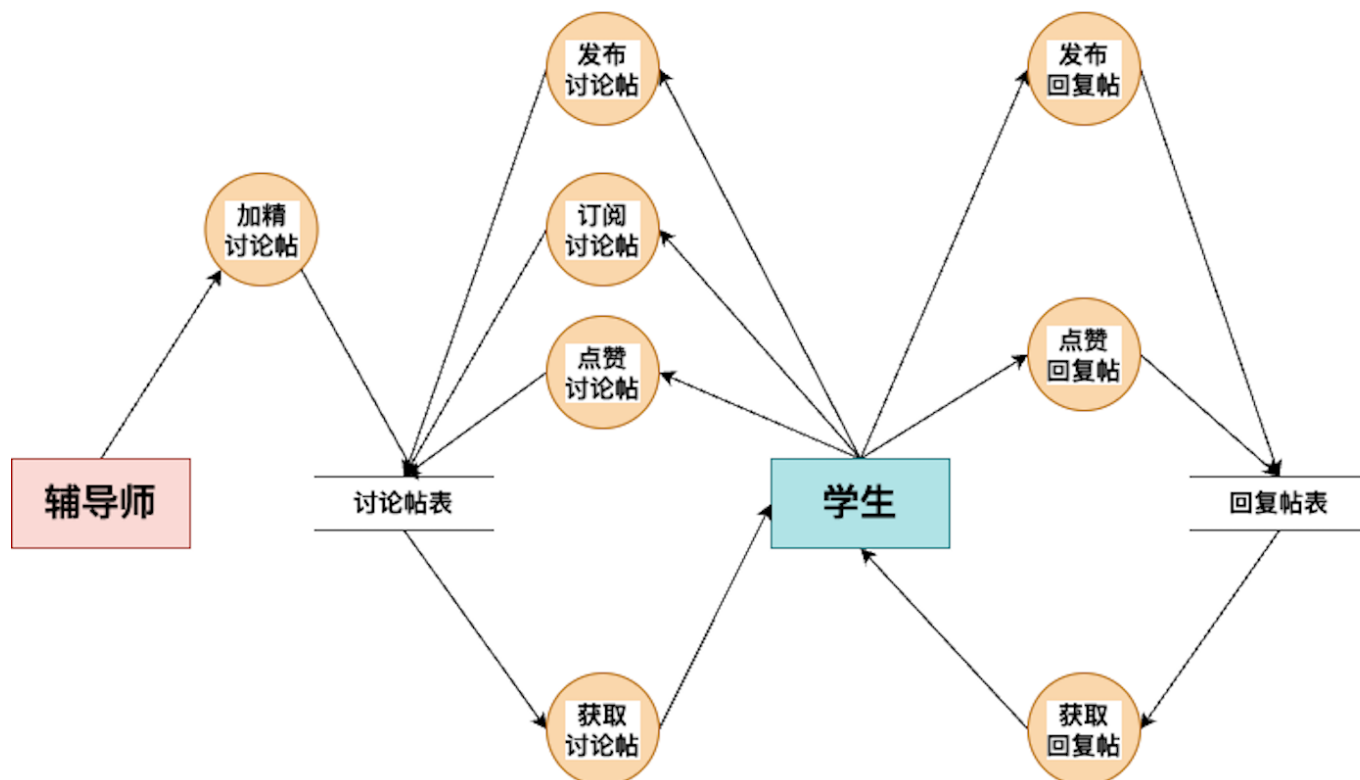 发布
讨论帖
发布
回复帖
加精
讨论帖
订阅
讨论帖
点赞
讨论帖
点赞
回复帖
辅导师
讨论帖表
学生
回复帖表
获取
讨论帖
获取
回复帖